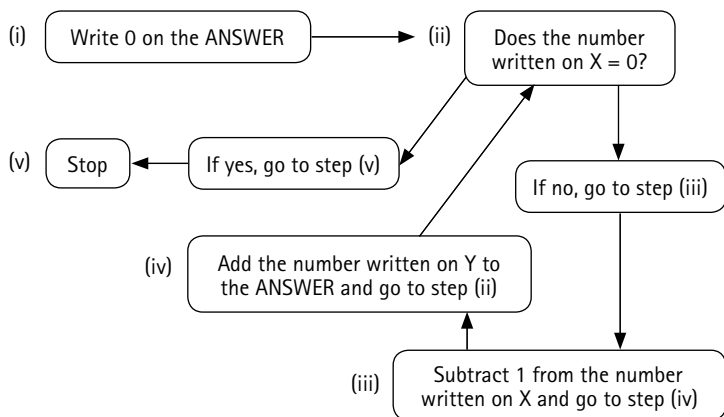 (i) Write 0 on the ANSWER
(ii) Does the number
written on X = 0?
(v) Stop
If yes, go to step (v)
If no, go to step (iii)
(iv) Add the number written on Y to
the ANSWER and go to step (ii)
(iii) Subtract 1 from the number
written on X and go to step (iv)